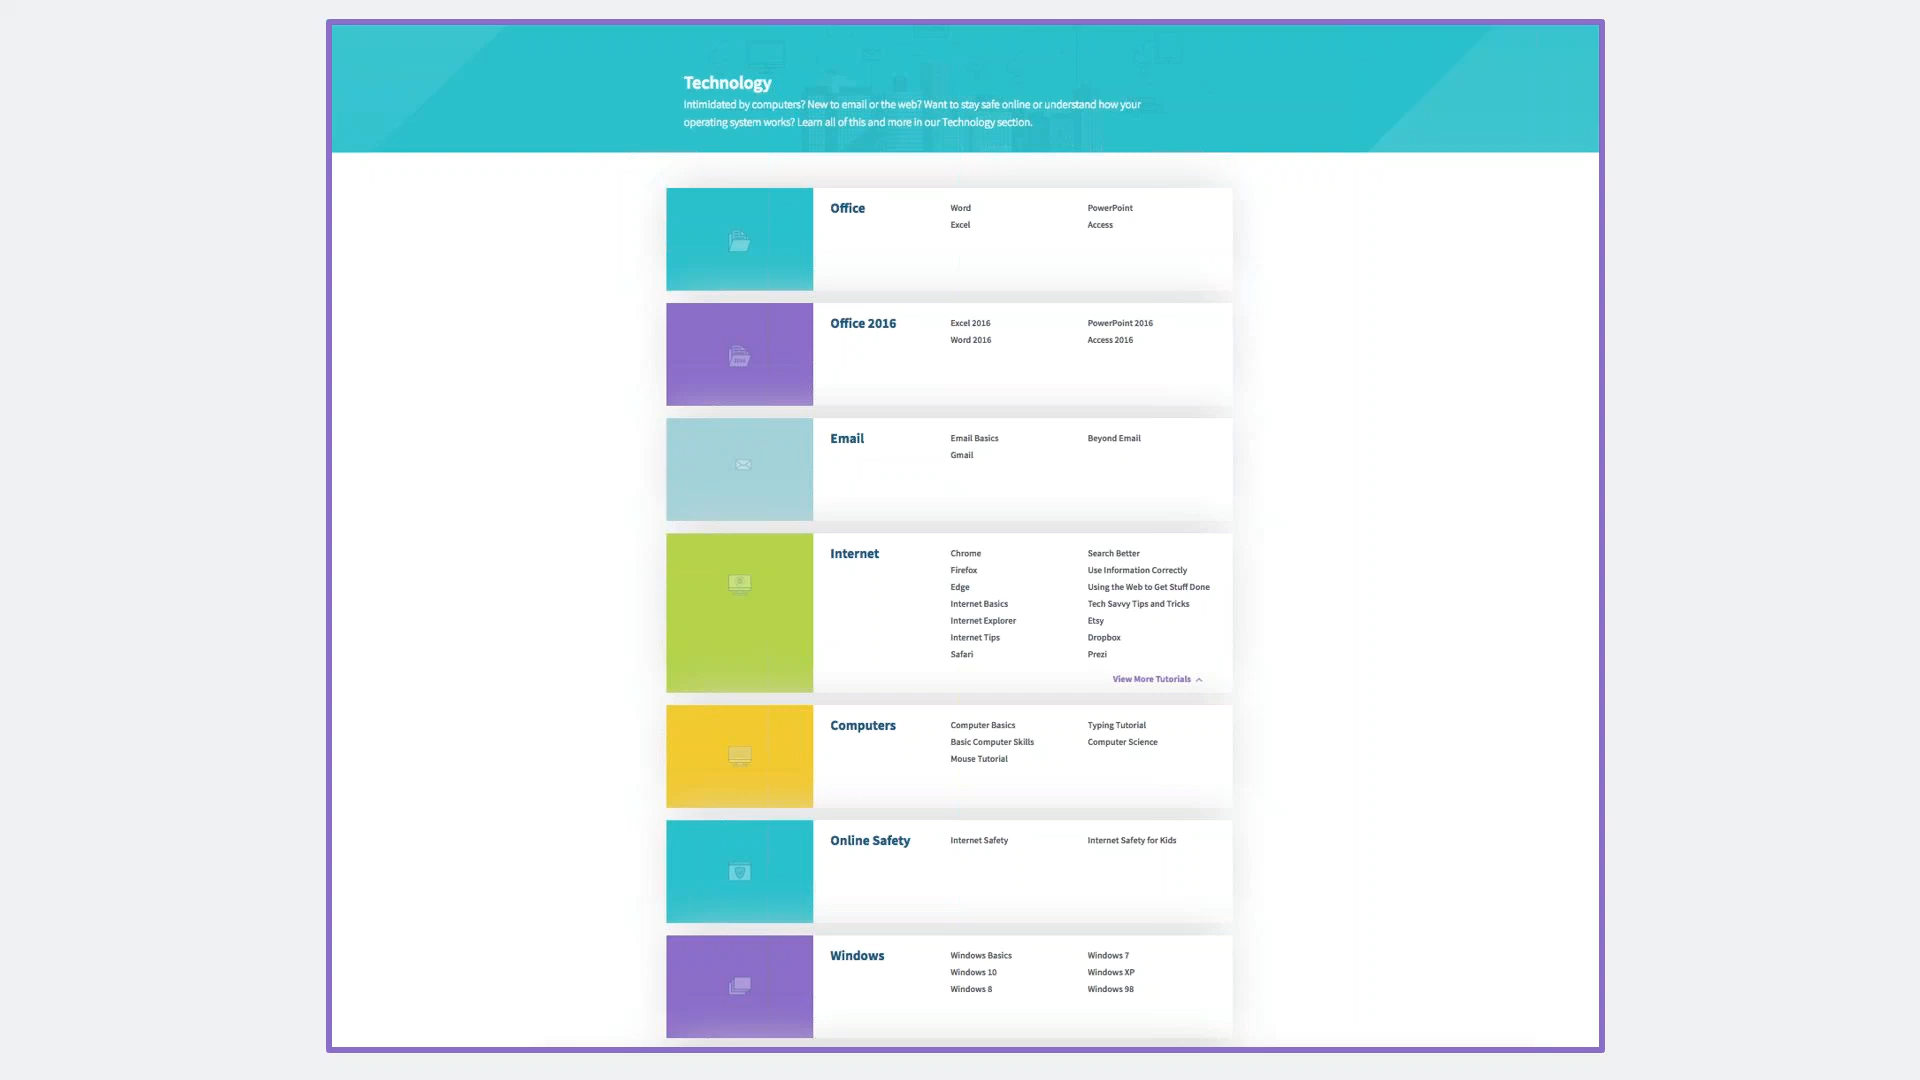 Technology
Intimidated by computers? New to email or the web? Want to stay safe online or understand how your
operating system works? Learn all of this and more in our Technology section.
Office
Word
Excel
PowerPoint
Access
Office 2016
Excel 2016
Word 2016
PowerPoint 2016
Access 2016
Email
Email Basics
Gmail
Beyond Email
Internet
Chrome
Firefox
Edge
Internet Basics
Internet Explorer
Internet Tips
Safari
Search Better
Use Information Correctly
Using the Web to Get Stuff Done
Tech Savvy Tips and Tricks
Etsy
Dropbox
Prezi
View More Tutorials
Computers
Computer Basics
Basic Computer Skills
Mouse Tutorial
Typing Tutorial
Computer Science
Online Safety
Internet Safety
Internet Safety for Kids
Windows
Windows Basics
Windows 10
Windows 8
Windows 7
Windows XP
Windows 98